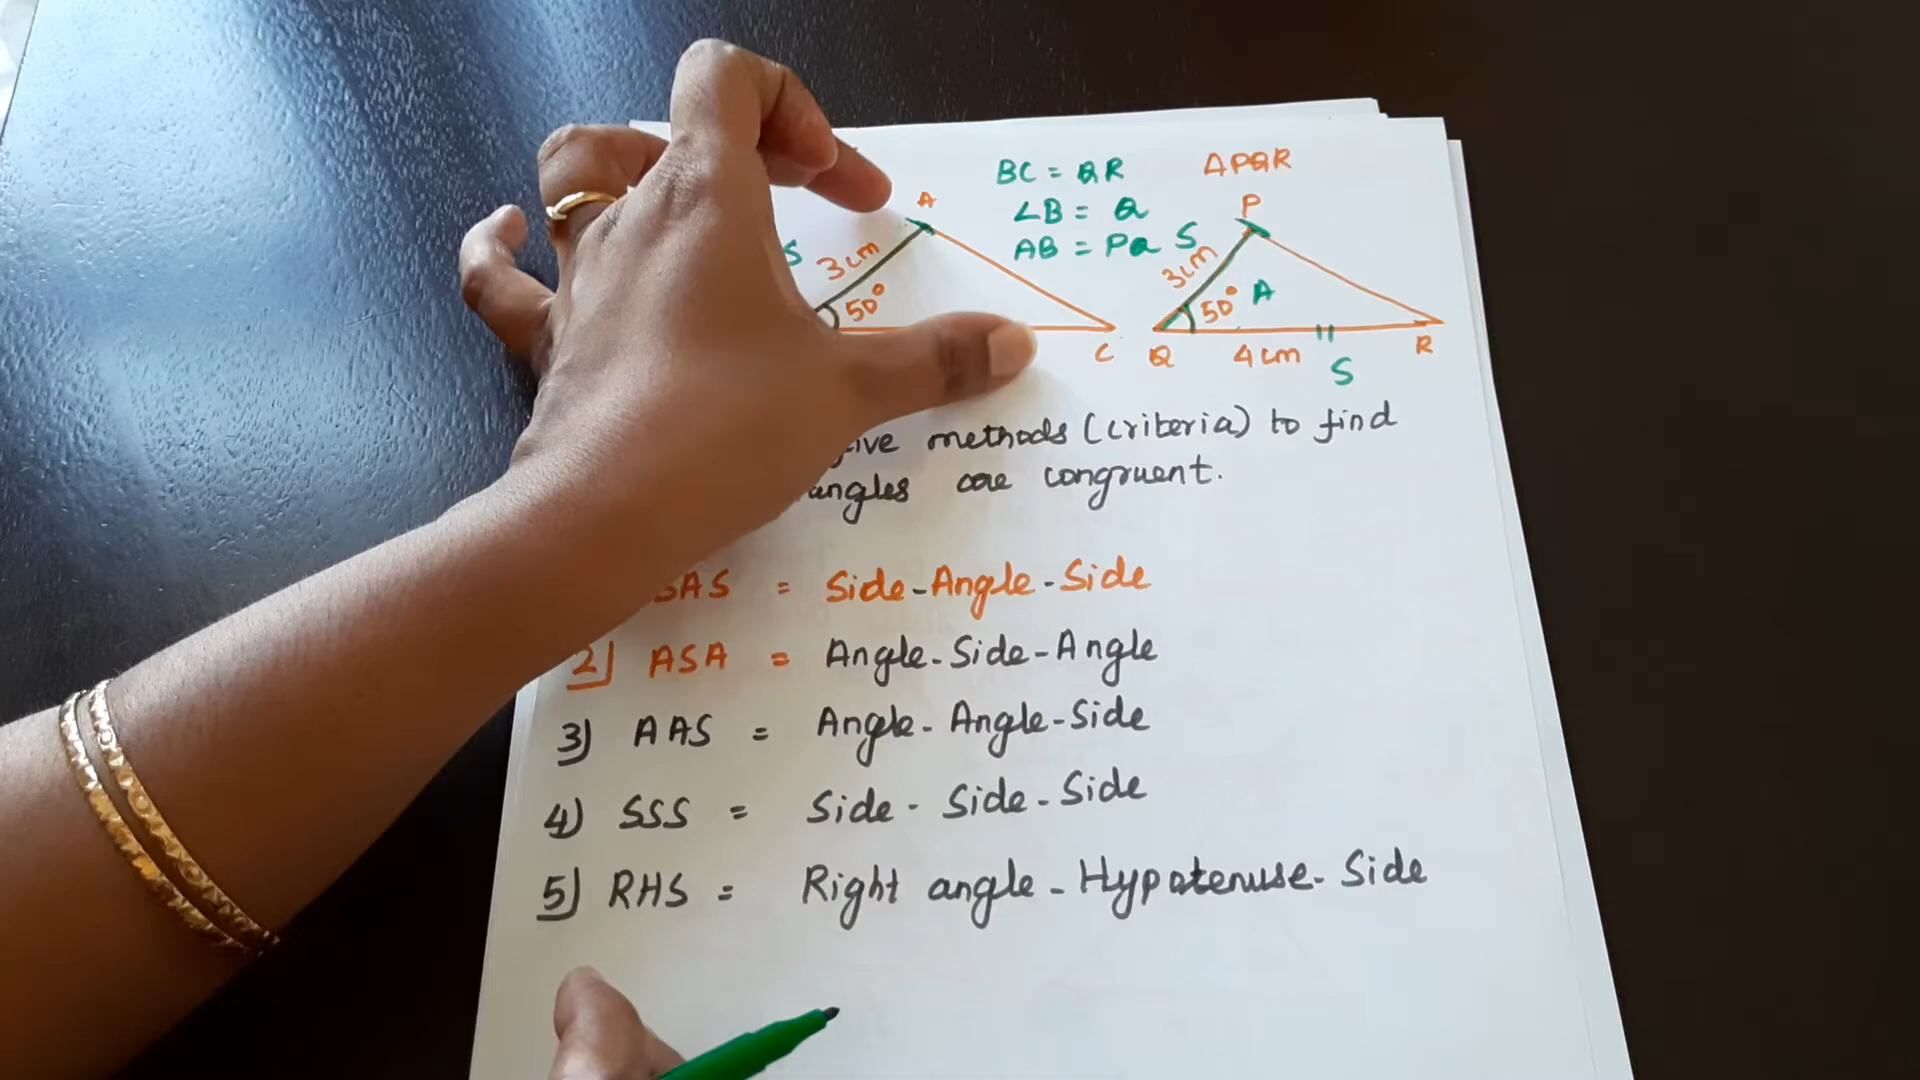 BC = QR
∠B = Q
AB = PQ
ΔPQR
A
S
3cm
50°
C
P
S
3cm
50°
A
Q
4cm
R
S
five methods (criteria) to find
angles are congruent.
SAS = Side-Angle-Side
2) ASA = Angle-Side-Angle
3) AAS = Angle-Angle-Side
4) SSS = Side-Side-Side
5) RHS = Right angle-Hypotenuse-Side